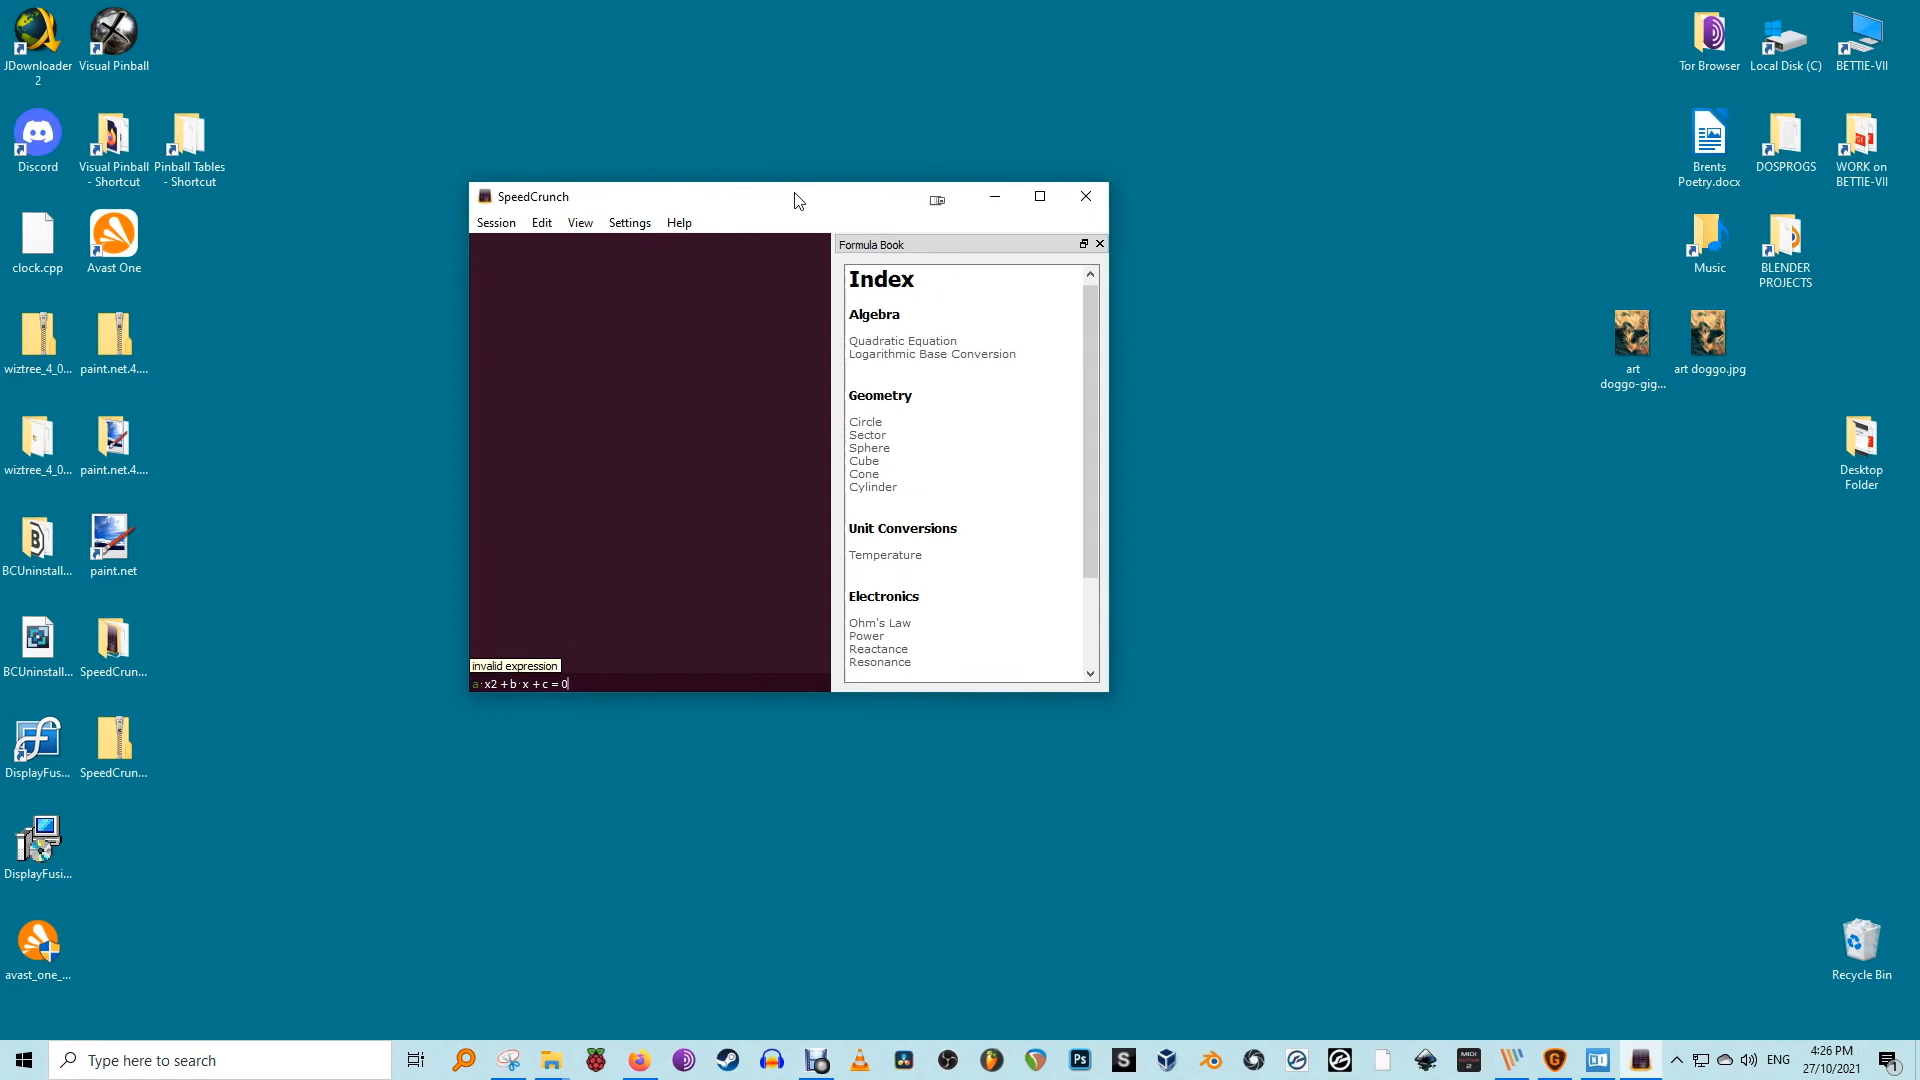 JDownloader
2
Visual Pinball
Discord
Visual Pinball
- Shortcut
Pinball Tables
- Shortcut
clock.cpp
Avast One
wiztree_4_0...
paint.net.4....
wiztree_4_0...
paint.net.4....
BCUninstall...
paint.net
BCUninstall...
SpeedCrun...
DisplayFus...
SpeedCrun...
DisplayFusi...
avast_one_...
SpeedCrunch
Session Edit View Settings Help
invalid expression
a·x2 + b·x + c = 0
Formula Book
Index
Algebra
Quadratic Equation
Logarithmic Base Conversion
Geometry
Circle
Sector
Sphere
Cube
Cone
Cylinder
Unit Conversions
Temperature
Electronics
Ohm's Law
Power
Reactance
Resonance
Tor Browser
Local Disk (C)
BETTIE-VII
Brents
Poetry.docx
DOSPROGS
WORK on
BETTIE-VII
Music
BLENDER
PROJECTS
art
doggo-gig...
art doggo.jpg
Desktop
Folder
Recycle Bin
Type here to search
Ps
S
MIDI
2
G
ENG
4:26 PM
27/10/2021
1